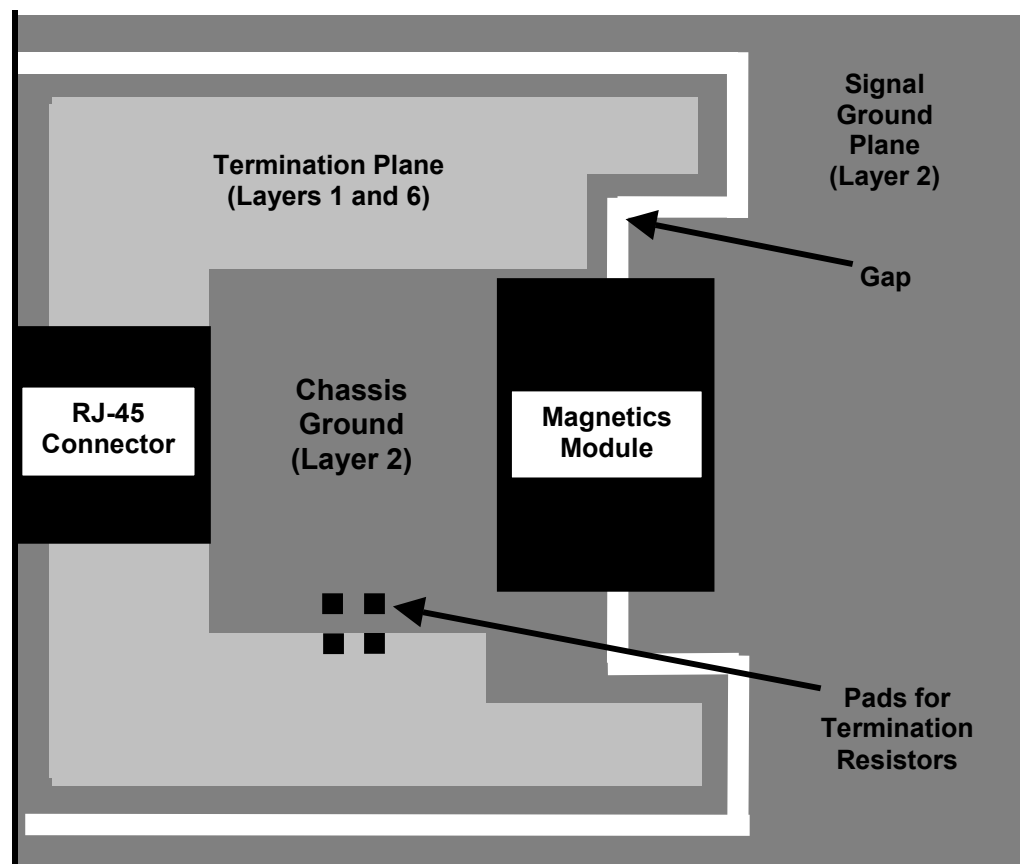 Signal
Ground
Plane
(Layer 2)
Termination Plane
(Layers 1 and 6)
Gap
Chassis
Ground
(Layer 2)
RJ-45
Connector
Magnetics
Module
Pads for
Termination
Resistors